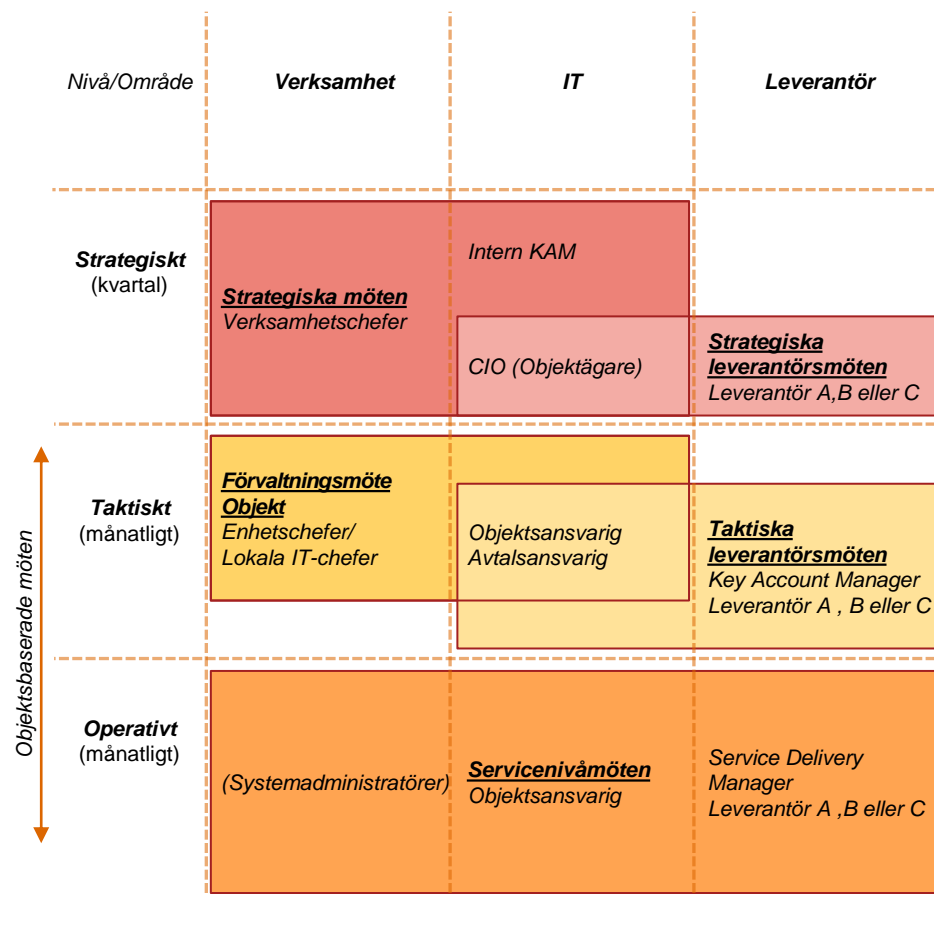 Nivå/Område
Verksamhet
IT
Leverantör
Strategiskt
(kvartal)
Strategiska möten
Verksamhetschefer
Intern KAM
CIO (Objektägare)
Strategiska
leverantörsmöten
Leverantör A,B eller C
Objektsbaserade möten
Taktiskt
(månatligt)
Förvaltningsmöte
Objekt
Enhetschefer/
Lokala IT-chefer
Objektsansvarig
Avtalsansvarig
Taktiska
leverantörsmöten
Key Account Manager
Leverantör A , B eller C
Operativt
(månatligt)
(Systemadministratörer)
Servicenivåmöten
Objektsansvarig
Service Delivery
Manager
Leverantör A ,B eller C